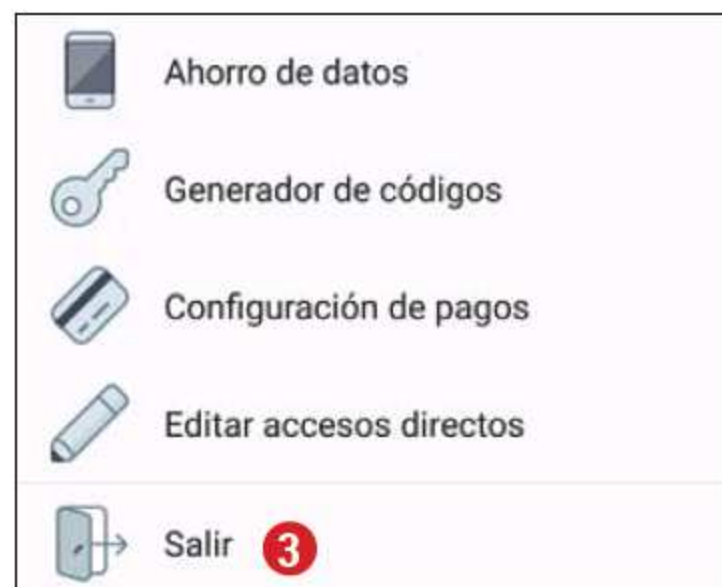 Ahorro de datos
Generador de códigos
Configuración de pagos
Editar accesos directos
Salir 3